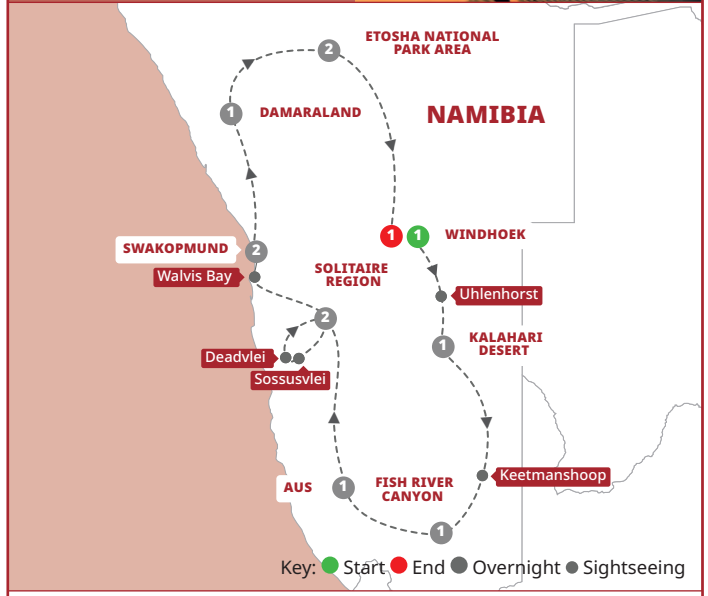 ETOSHA NATIONAL
PARK AREA
2
1
DAMARALAND
NAMIBIA
1
1
WINDHOEK
SWAKOPMUND
2
Walvis Bay
SOLITAIRE
REGION
Uhlenhorst
2
1
KALAHARI
DESERT
Deadvlei
Sossusvlei
Keetmanshoop
AUS
1
FISH RIVER
CANYON
1
Key: Start End Overnight Sightseeing